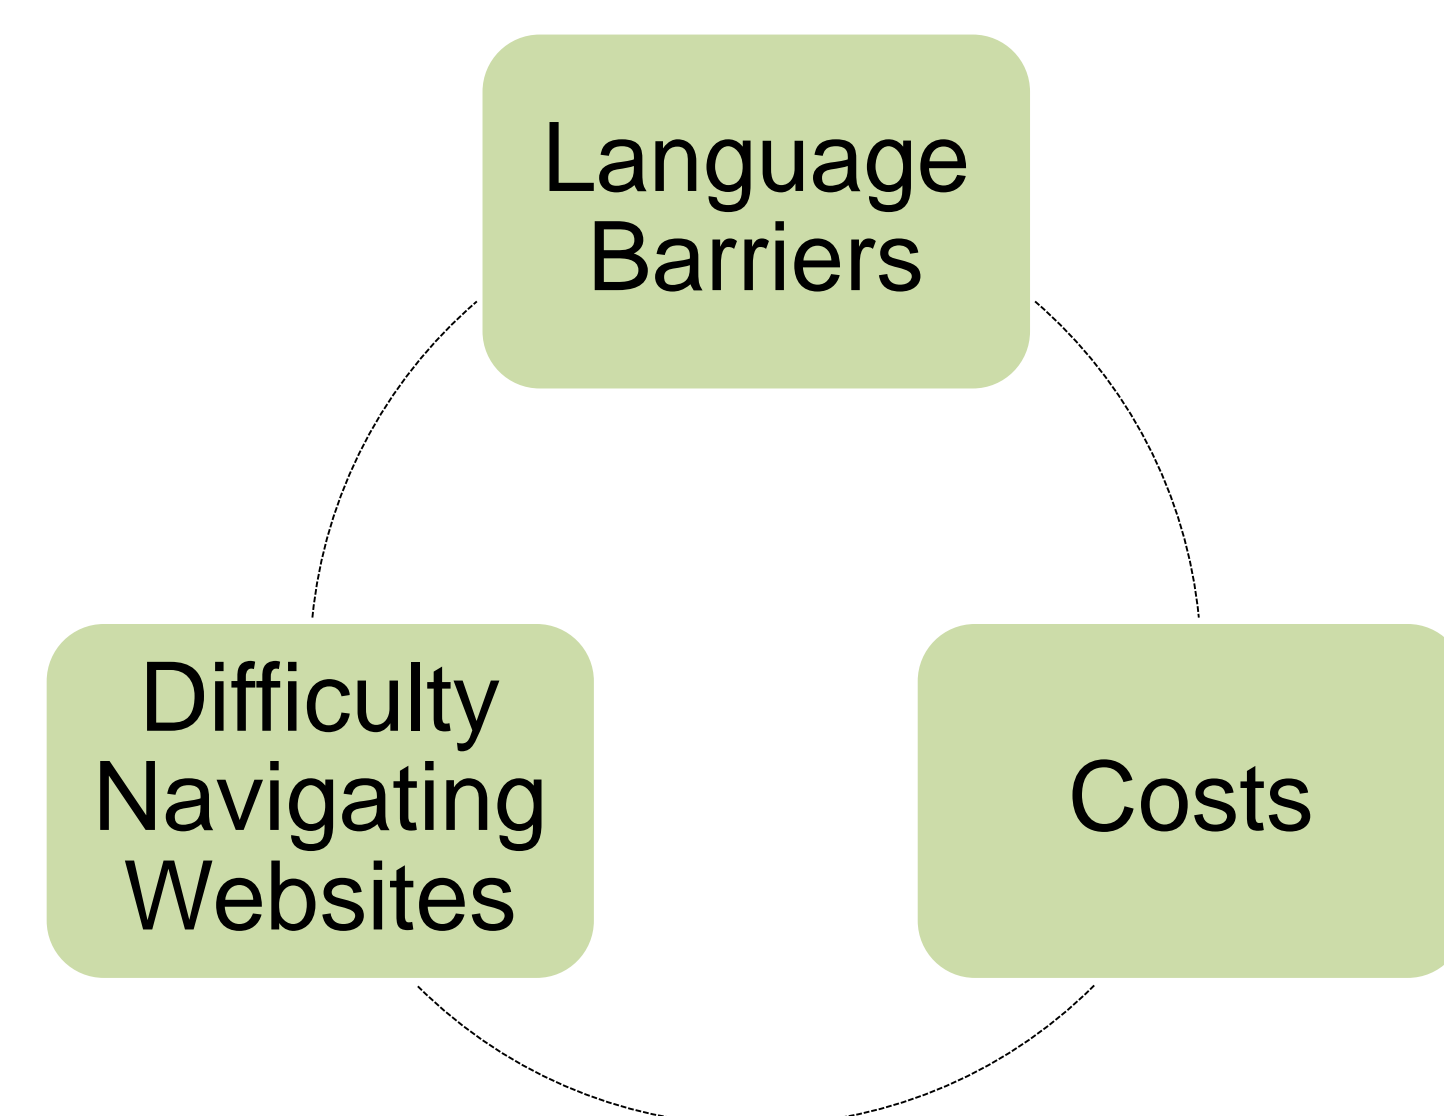 Language
Barriers
Difficulty
Navigating
Websites
Costs